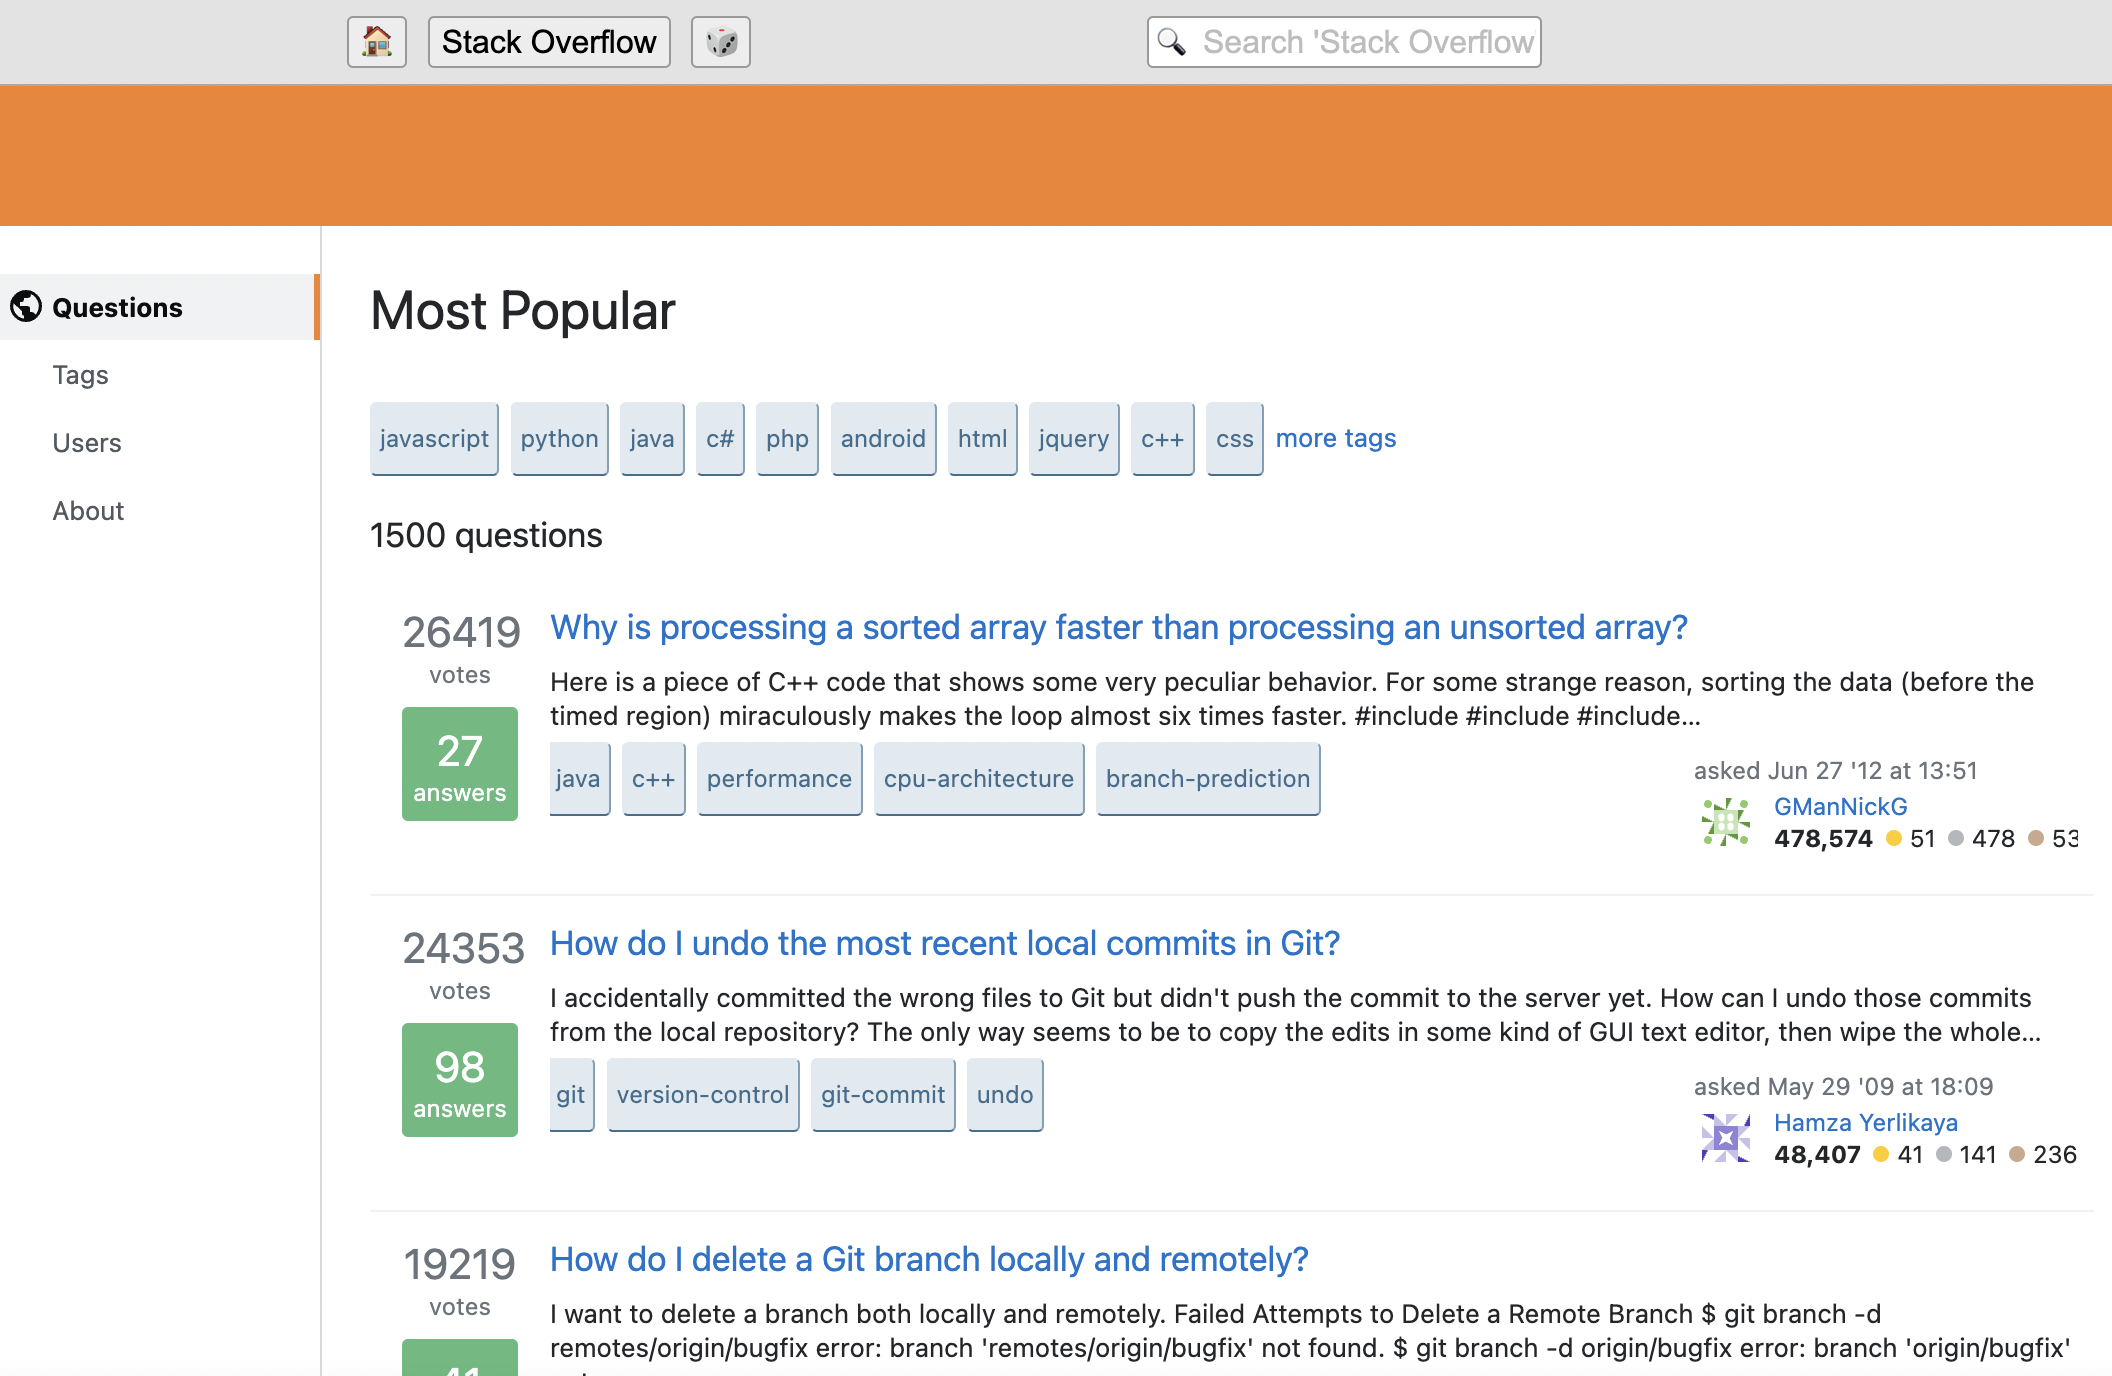 Stack Overflow
Search 'Stack Overflow
Questions
Tags
Users
About
Most Popular
javascript python java c# php android html jquery c++ css more tags
1500 questions
26419
votes
27
answers
Why is processing a sorted array faster than processing an unsorted array?
Here is a piece of C++ code that shows some very peculiar behavior. For some strange reason, sorting the data (before the
timed region) miraculously makes the loop almost six times faster. #include #include #include...
java c++ performance cpu-architecture branch-prediction
asked Jun 27 '12 at 13:51
GManNickG
478,574 51 478 53
24353
votes
98
answers
How do I undo the most recent local commits in Git?
I accidentally committed the wrong files to Git but didn't push the commit to the server yet. How can I undo those commits
from the local repository? The only way seems to be to copy the edits in some kind of GUI text editor, then wipe the whole...
git version-control git-commit undo
asked May 29 '09 at 18:09
Hamza Yerlikaya
48,407 41 141 236
19219
votes
41
How do I delete a Git branch locally and remotely?
I want to delete a branch both locally and remotely. Failed Attempts to Delete a Remote Branch $ git branch -d
remotes/origin/bugfix error: branch 'remotes/origin/bugfix' not found. $ git branch -d origin/bugfix error: branch 'origin/bugfix'